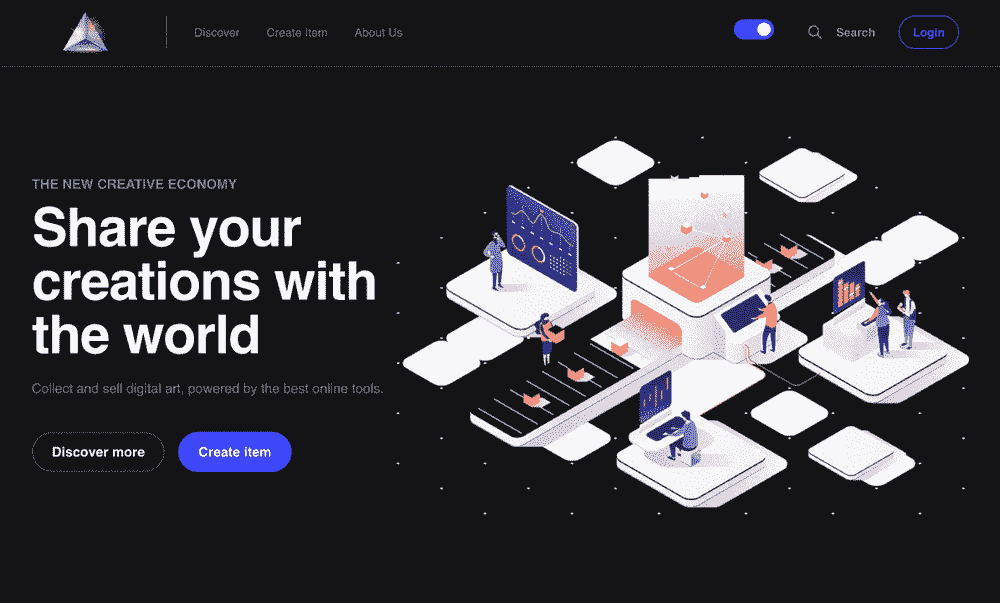 Discover
Create Item
About Us
Search
Login
THE NEW CREATIVE ECONOMY
Share your
creations with
the world
Collect and sell digital art, powered by the best online tools.
Discover more
Create Item